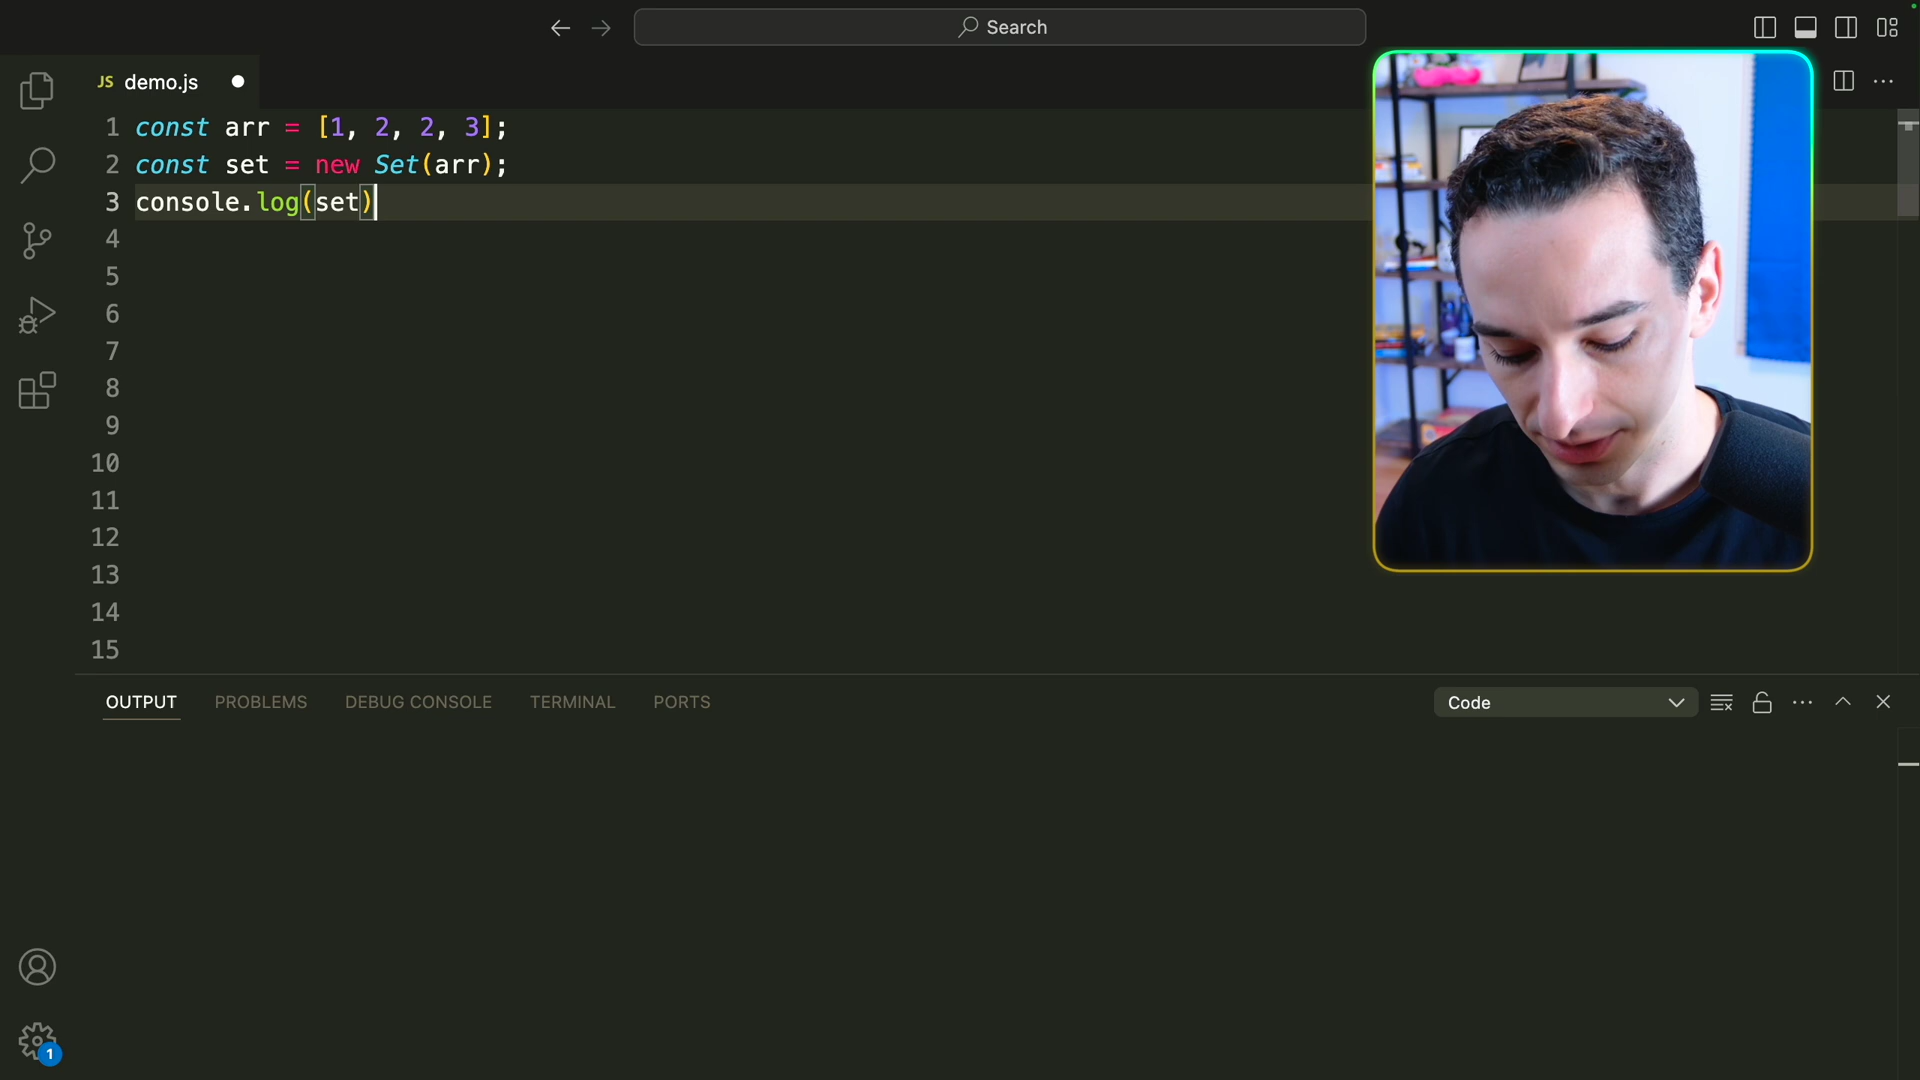 Search
JS demo.js
1 const arr = [1, 2, 2, 3];
2 const set = new Set(arr);
3 console.log(set)
4
5
6
7
8
9
10
11
12
13
14
15
OUTPUT PROBLEMS DEBUG CONSOLE TERMINAL PORTS Code
1